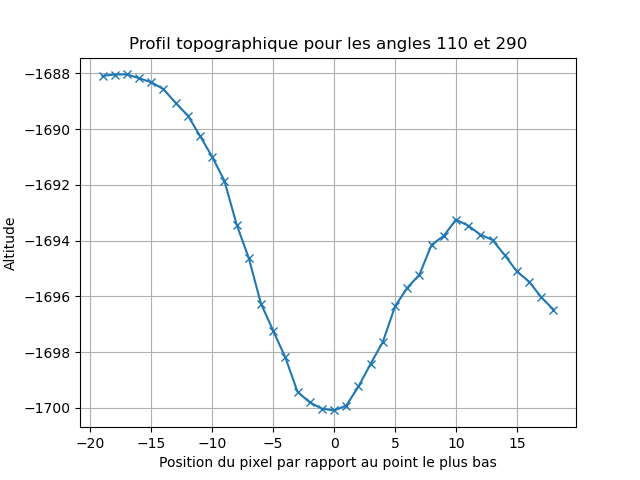 Profil topographique pour les angles 110 et 290
Altitude
−1688
−1690
−1692
−1694
−1696
−1698
−1700
−20 −15 −10 −5 0 5 10 15
Position du pixel par rapport au point le plus bas